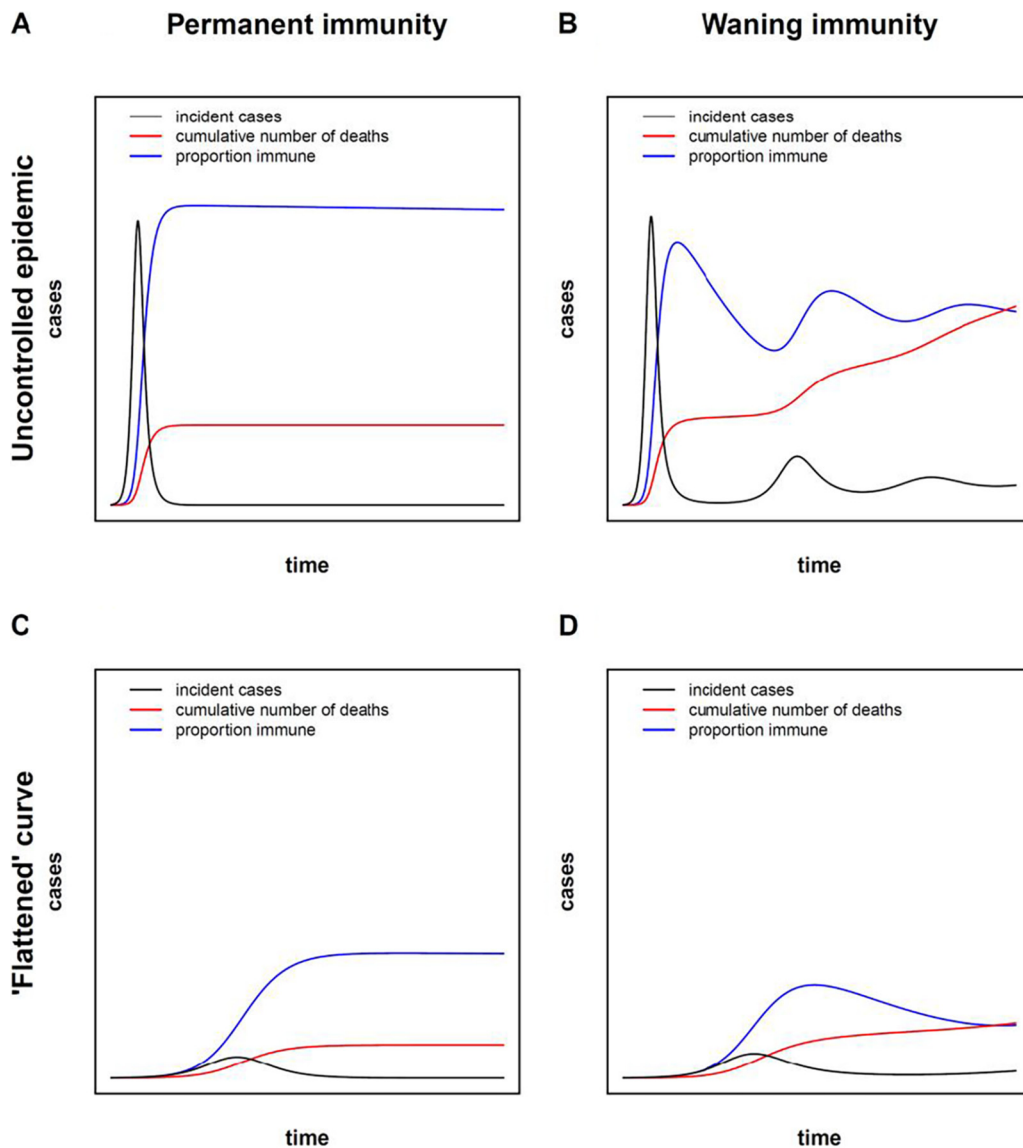 A
Permanent immunity
B
Waning immunity
Uncontrolled epidemic
cases
incident cases
cumulative number of deaths
proportion immune
time
cases
incident cases
cumulative number of deaths
proportion immune
time
C
D
'Flattened' curve
cases
incident cases
cumulative number of deaths
proportion immune
time
cases
incident cases
cumulative number of deaths
proportion immune
time